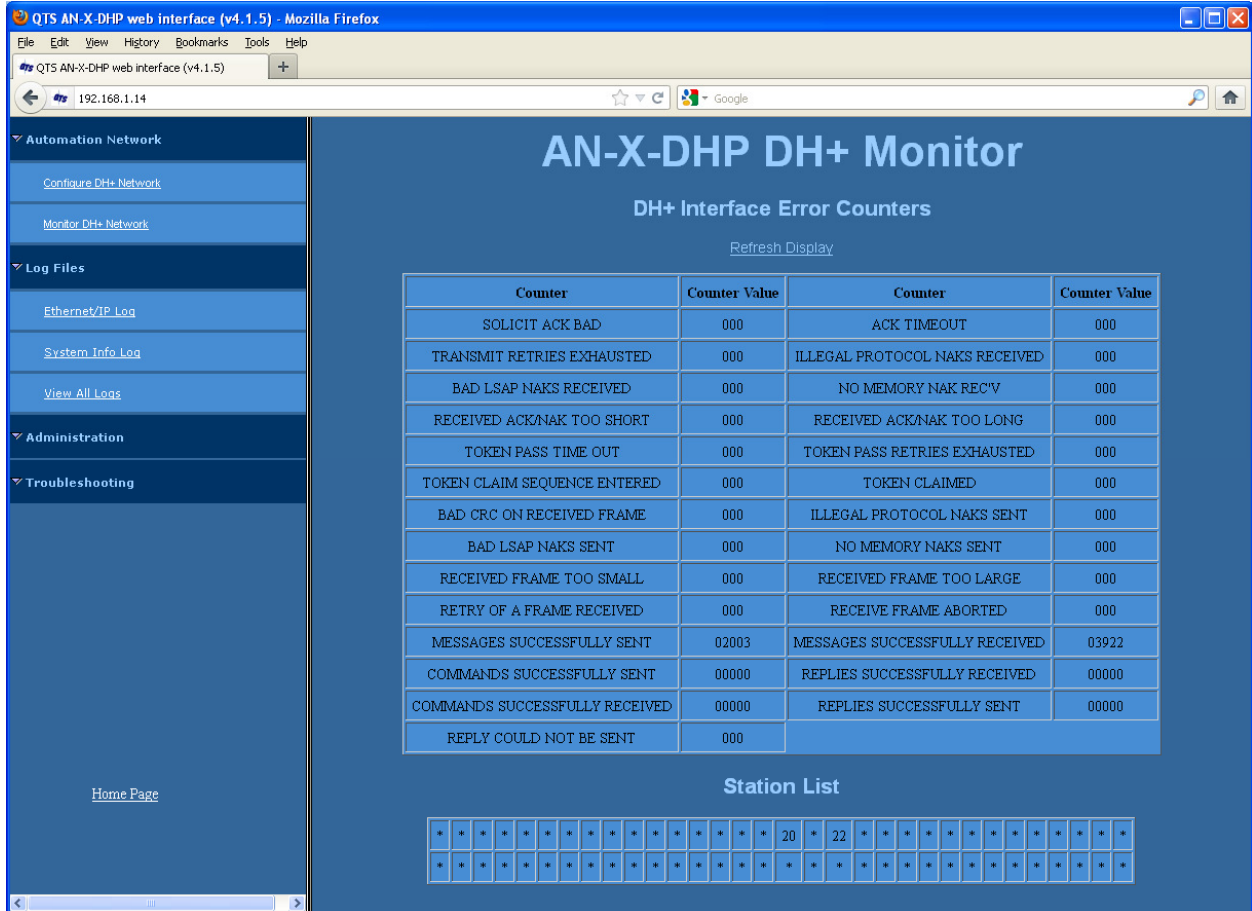 QTS AN-X-DHP web interface (v4.1.5) - Mozilla Firefox
File Edit View History Bookmarks Tools Help
QTS AN-X-DHP web interface (v4.1.5) +
192.168.1.14 Google
Automation Network
Configure DH+ Network
Monitor DH+ Network
Log Files
Ethernet/IP Log
System Info Log
View All Logs
Administration
Troubleshooting
Home Page
AN-X-DHP DH+ Monitor
DH+ Interface Error Counters
Refresh Display
Counter Counter Value Counter Counter Value
SOLICIT ACK BAD 000 ACK TIMEOUT 000
TRANSMIT RETRIES EXHAUSTED 000 ILLEGAL PROTOCOL NAKS RECEIVED 000
BAD LSAP NAKS RECEIVED 000 NO MEMORY NAK REC'V 000
RECEIVED ACK/NAK TOO SHORT 000 RECEIVED ACK/NAK TOO LONG 000
TOKEN PASS TIME OUT 000 TOKEN PASS RETRIES EXHAUSTED 000
TOKEN CLAIM SEQUENCE ENTERED 000 TOKEN CLAIMED 000
BAD CRC ON RECEIVED FRAME 000 ILLEGAL PROTOCOL NAKS SENT 000
BAD LSAP NAKS SENT 000 NO MEMORY NAKS SENT 000
RECEIVED FRAME TOO SMALL 000 RECEIVED FRAME TOO LARGE 000
RETRY OF A FRAME RECEIVED 000 RECEIVE FRAME ABORTED 000
MESSAGES SUCCESSFULLY SENT 02003 MESSAGES SUCCESSFULLY RECEIVED 03922
COMMANDS SUCCESSFULLY SENT 00000 REPLIES SUCCESSFULLY RECEIVED 00000
COMMANDS SUCCESSFULLY RECEIVED 00000 REPLIES SUCCESSFULLY SENT 00000
REPLY COULD NOT BE SENT 000
Station List
* * * * * * * * * * * * * * * * 20 * 22 * * * * * * * * * * * * *
* * * * * * * * * * * * * * * * * * * * * * * * * * * * * * * *